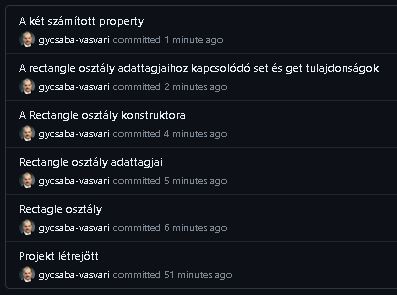 A két számított property
gycsaba-vasvari committed 1 minute ago
A rectangle osztály adattagjaihoz kapcsolódó set és get tulajdonságok
gycsaba-vasvari committed 2 minutes ago
A Rectangle osztály konstruktora
gycsaba-vasvari committed 4 minutes ago
Rectangle osztály adattagjai
gycsaba-vasvari committed 5 minutes ago
Rectagle osztály
gycsaba-vasvari committed 6 minutes ago
Projekt létrejött
gycsaba-vasvari committed 51 minutes ago